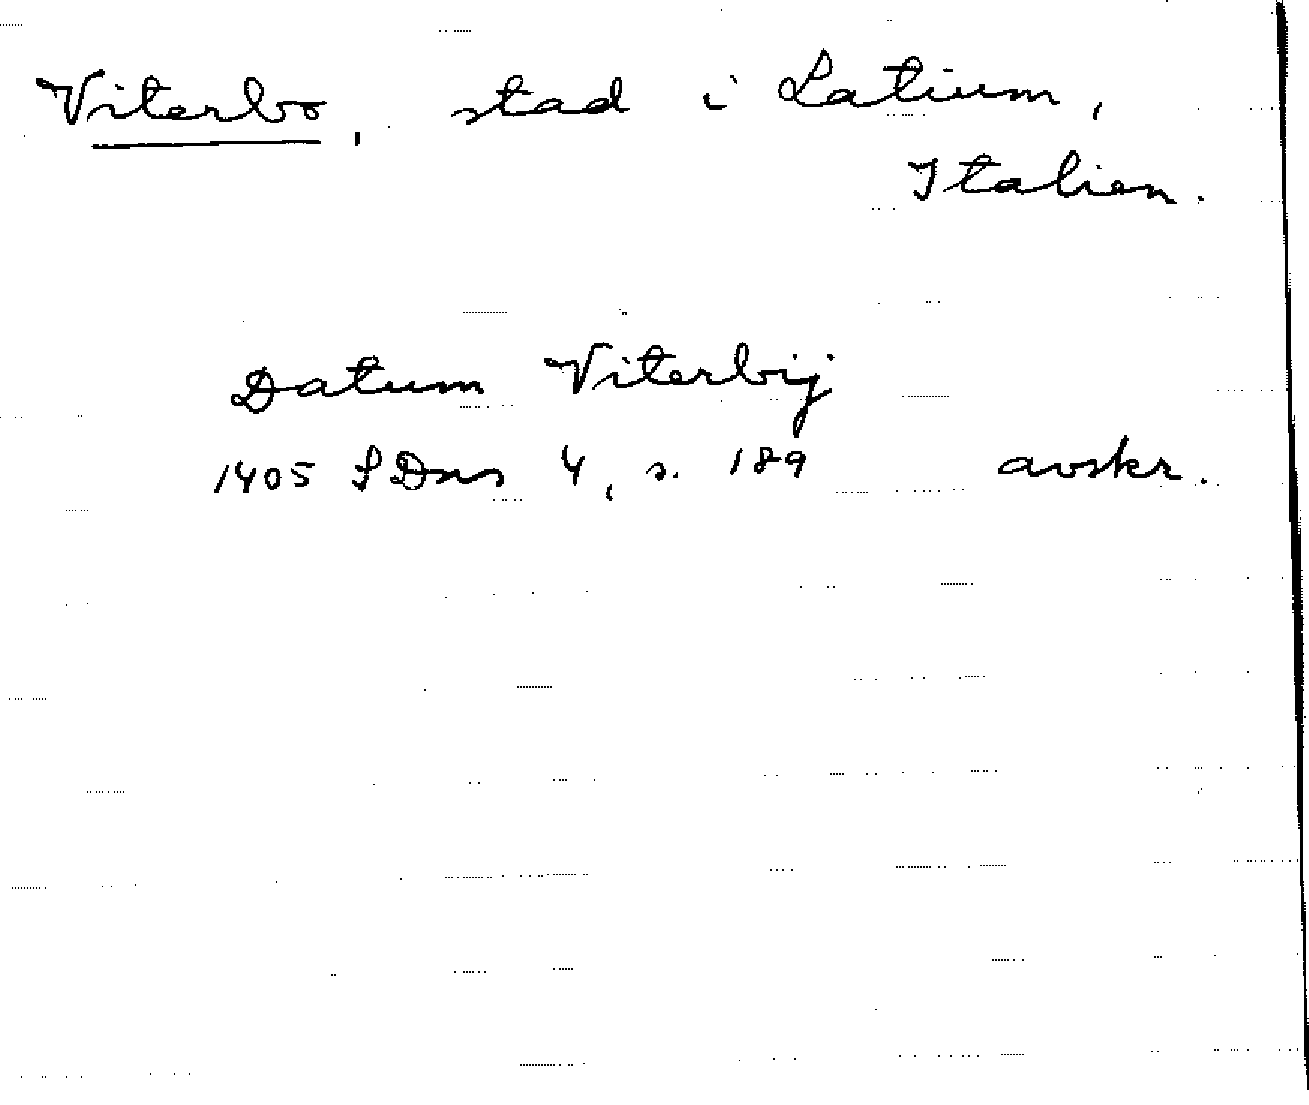 Viterbo, stad i Latium,
Italien.
Datum Viterbij
1405 SDns 4, s. 189 avskr.